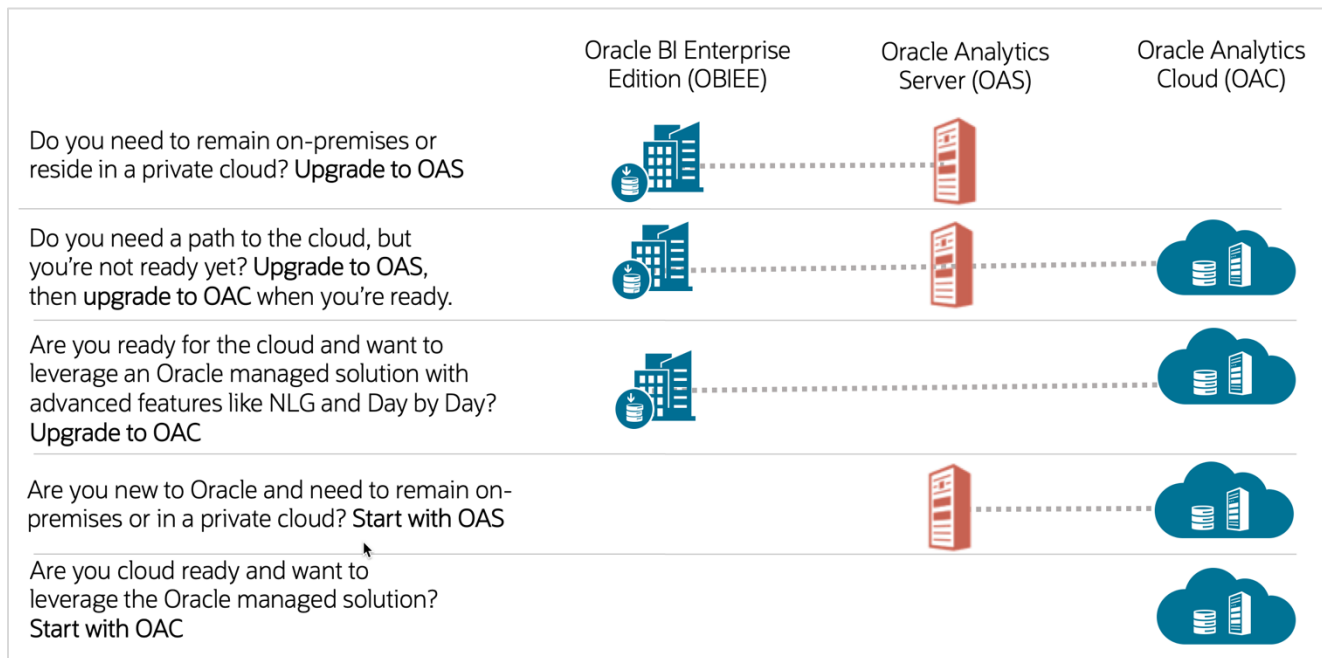 Oracle BI Enterprise
Edition (OBIEE)
Oracle Analytics
Server (OAS)
Oracle Analytics
Cloud (OAC)
Do you need to remain on-premises or
reside in a private cloud? Upgrade to OAS
Do you need a path to the cloud, but
you're not ready yet? Upgrade to OAS,
then upgrade to OAC when you're ready.
Are you ready for the cloud and want to
leverage an Oracle managed solution with
advanced features like NLG and Day by Day?
Upgrade to OAC
Are you new to Oracle and need to remain on-
premises or in a private cloud? Start with OAS
Are you cloud ready and want to
leverage the Oracle managed solution?
Start with OAC